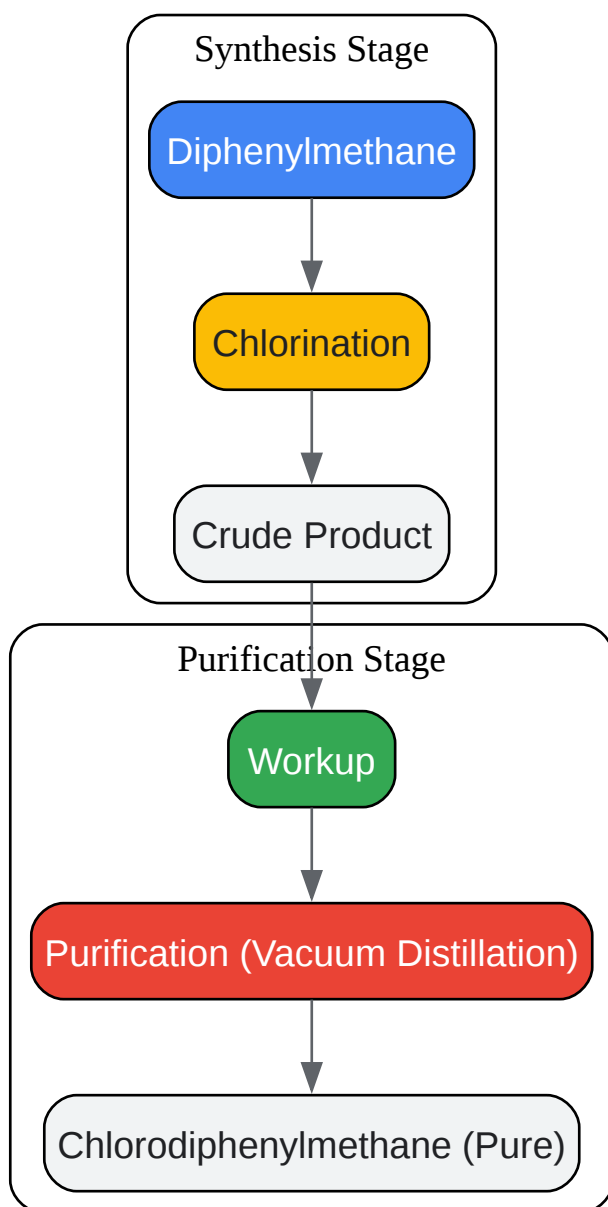 Synthesis Stage
Diphenylmethane
Chlorination
Crude Product
Purification Stage
Workup
Purification (Vacuum Distillation)
Chlorodiphenylmethane (Pure)